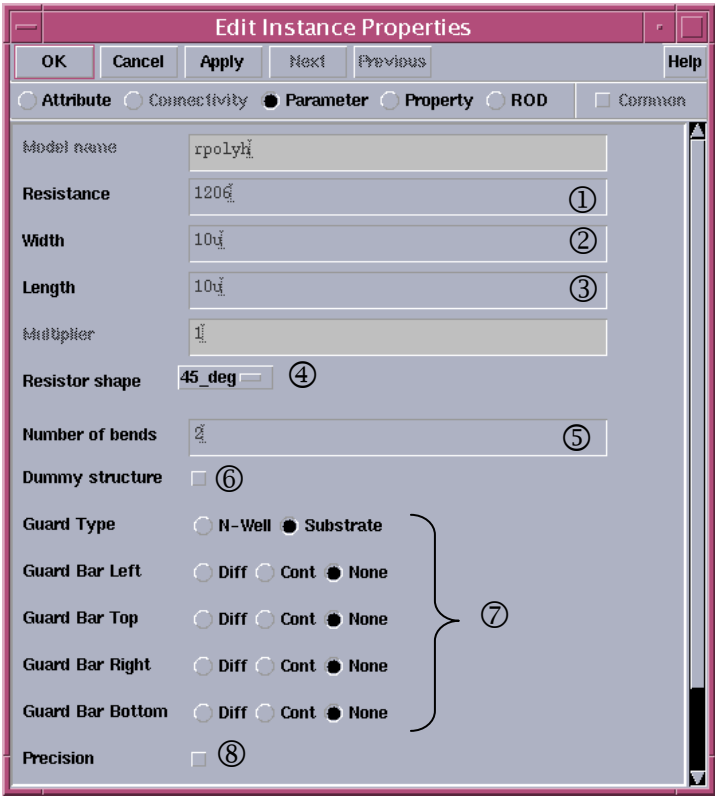 Edit Instance Properties
OK Cancel Apply Next Previous Help
Attribute Connectivity Parameter Property ROD Common
Model name rpolyh
Resistance 1206 ①
Width 10u ②
Length 10u ③
Multiplier 1
Resistor shape 45_deg ④
Number of bends 2 ⑤
Dummy structure ⑥
Guard Type N-Well Substrate
Guard Bar Left Diff Cont None
Guard Bar Top Diff Cont None ⑦
Guard Bar Right Diff Cont None
Guard Bar Bottom Diff Cont None
Precision ⑧